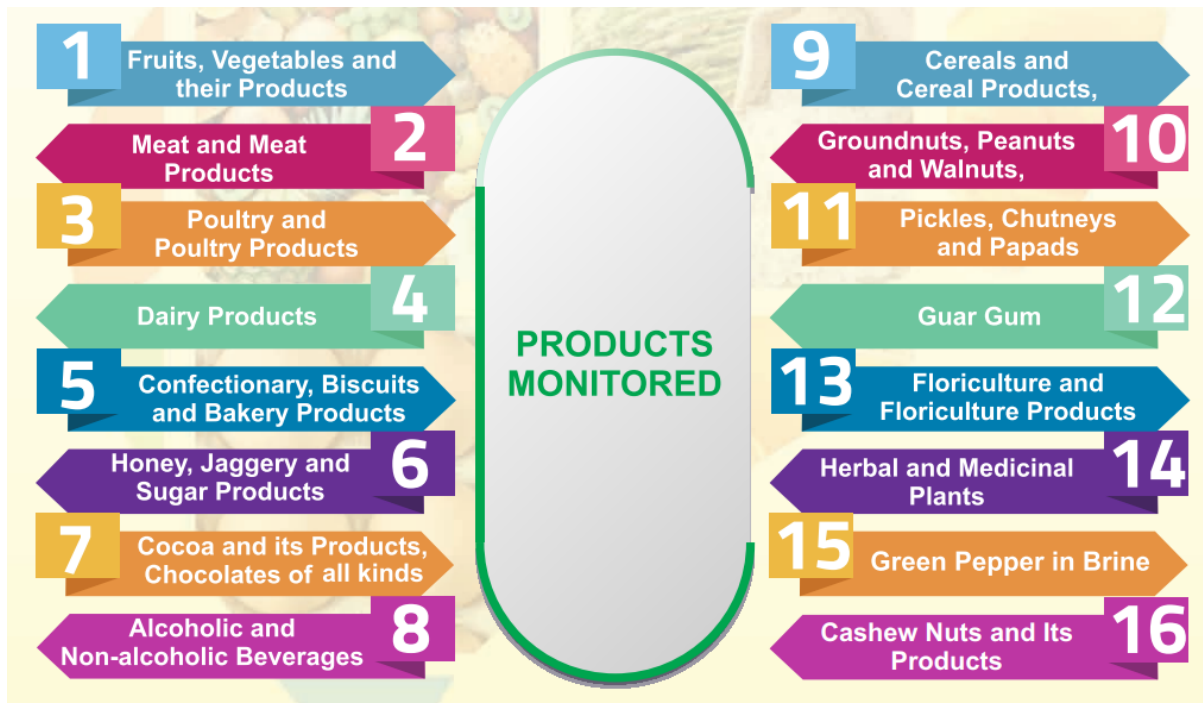 1
Fruits, Vegetables and
their Products
2
Meat and Meat
Products
3
Poultry and
Poultry Products
4
Dairy Products
5
Confectionary, Biscuits
and Bakery Products
6
Honey, Jaggery and
Sugar Products
7
Cocoa and its Products,
Chocolates of all kinds
8
Alcoholic and
Non-alcoholic Beverages
PRODUCTS
MONITORED
9
Cereals and
Cereal Products,
10
Groundnuts, Peanuts
and Walnuts,
11
Pickles, Chutneys
and Papads
12
Guar Gum
13
Floriculture and
Floriculture Products
14
Herbal and Medicinal
Plants
15
Green Pepper in Brine
16
Cashew Nuts and Its
Products